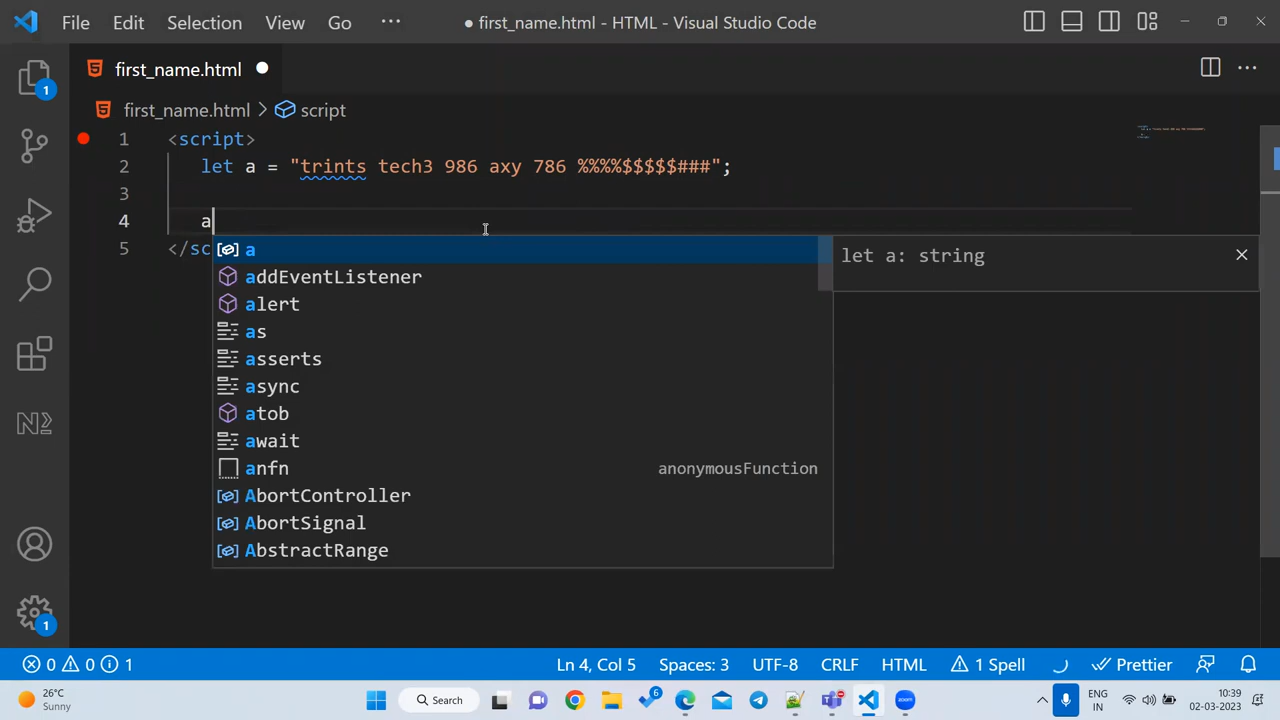 File Edit Selection View Go ··· ● first_name.html - HTML - Visual Studio Code
1
first_name.html ●
first_name.html > script
1 <script>
2 let a = "trints tech3 986 axy 786 %%%%$$$$$###";
3
4 a
5 </sc
a
let a: string
addEventListener
alert
as
asserts
async
atob
await
anfn anonymousFunction
AbortController
AbortSignal
AbstractRange
1
0 0 1 Ln 4, Col 5 Spaces: 3 UTF-8 CRLF HTML 1 Spell Prettier
26°C
Sunny
Search
6
ENG
IN
10:39
02-03-2023